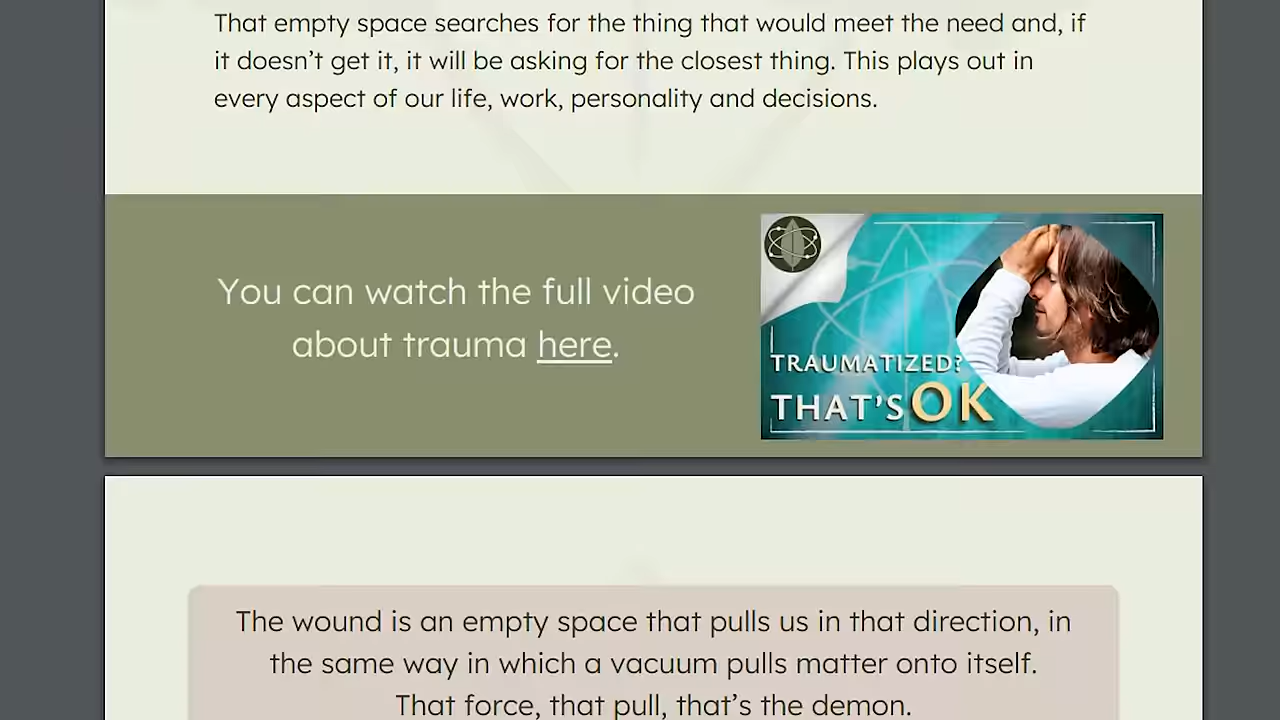 That empty space searches for the thing that would meet the need and, if
it doesn’t get it, it will be asking for the closest thing. This plays out in
every aspect of our life, work, personality and decisions.
You can watch the full video
about trauma here.
TRAUMATIZED?
THAT'S OK
The wound is an empty space that pulls us in that direction, in
the same way in which a vacuum pulls matter onto itself.
That force, that pull, that’s the demon.